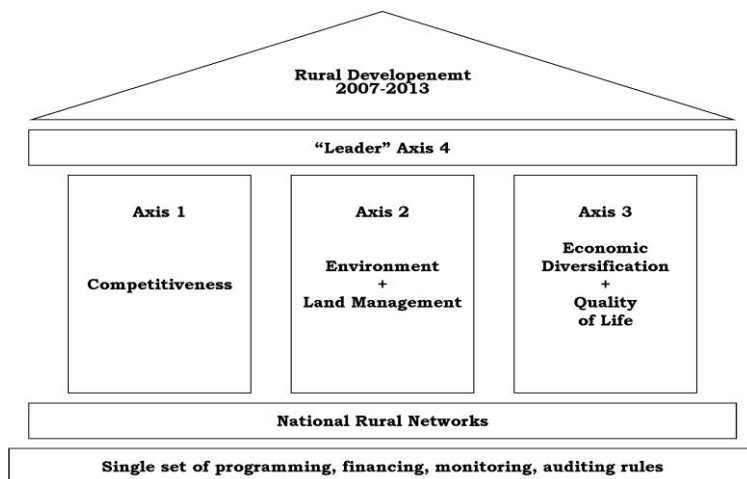 Rural Developenemt
2007-2013
“Leader” Axis 4
Axis 1
Competitiveness
Axis 2
Environment
+
Land Management
Axis 3
Economic
Diversification
+
Quality
of Life
National Rural Networks
Single set of programming, financing, monitoring, auditing rules